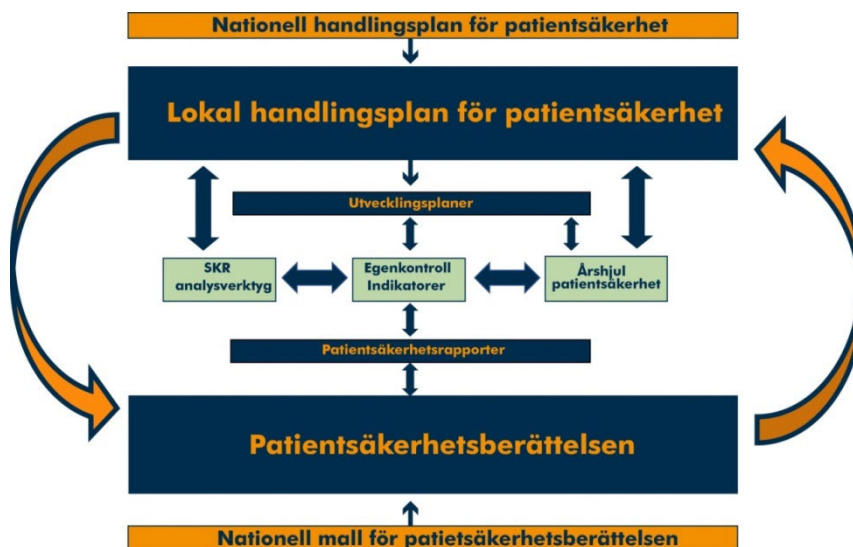 Nationell handlingsplan för patientsäkerhet
Lokal handlingsplan för patientsäkerhet
Utvecklingsplaner
SKR
analysverktyg
Egenkontroll
Indikatorer
Årshjul
patientsäkerhet
Patientsäkerhetsrapporter
Patientsäkerhetsberättelsen
Nationell mall för patietsäkerhetsberättelsen